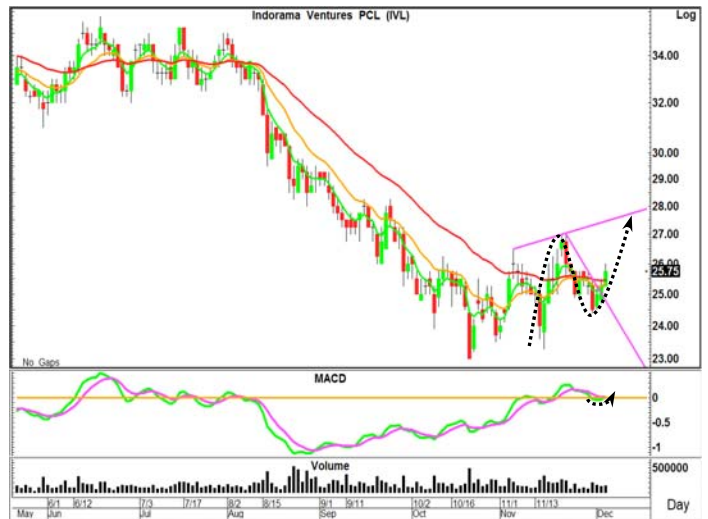 Indorama Ventures PCL (IVL)
Log
34.00
32.00
30.00
28.00
27.00
26.00
25.75
25.00
24.00
23.00
No Gaps
MACD
0
-0.5
-1
Volume
500000
6/1 6/12 7/3 7/17 8/2 8/15 9/1 9/11 10/2 10/16 11/1 11/13
May Jun Jul Aug Sep Oct Nov Dec
Day